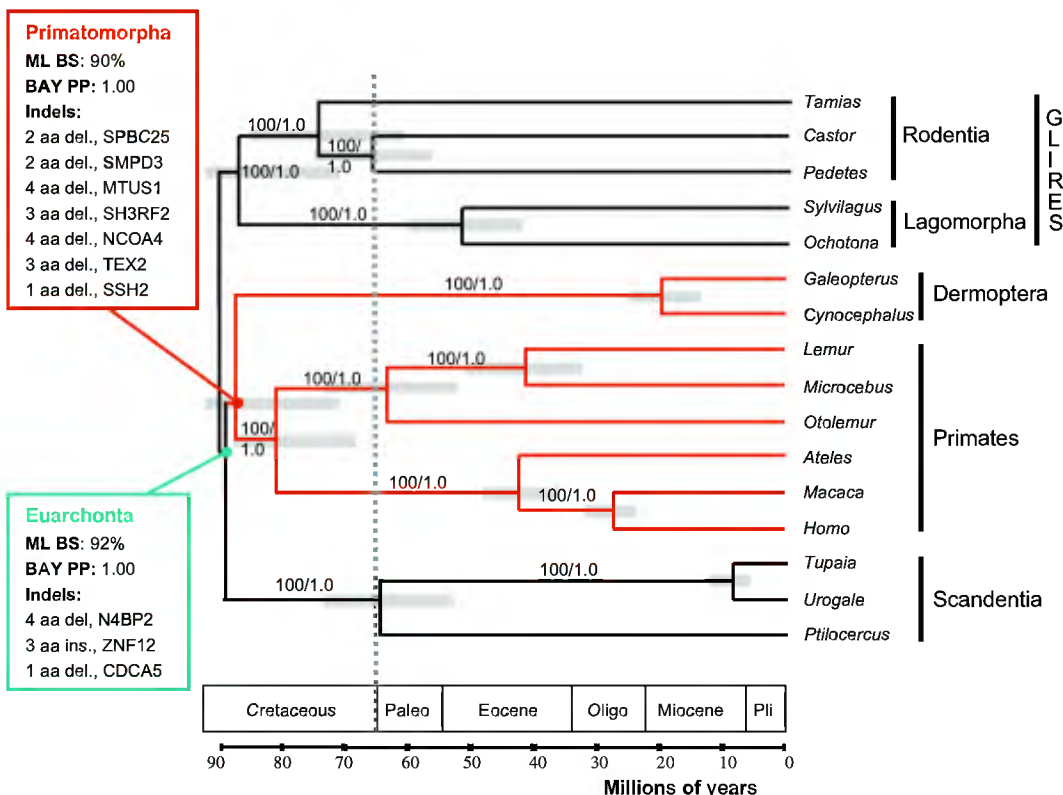 Primatomorpha
ML BS: 90%
BAY PP: 1.00
Indels:
2 aa del., SPBC25
2 aa del., SMPD3
4 aa del., MTUS1
3 aa del., SH3RF2
4 aa del., NCOA4
3 aa del., TEX2
1 aa del., SSH2
Euarchonta
ML BS: 92%
BAY PP: 1.00
Indels:
4 aa del, N4BP2
3 aa ins., ZNF12
1 aa del., CDCA5
100/1.0
100/
1.0
100/1.0
100/1.0
100/1.0
100/1.0
100/1.0
100/
1.0
100/1.0
100/1.0
100/1.0
100/1.0
Tamias
Castor
Pedetes
Sylvilagus
Ochotona
Galeopterus
Cynocephalus
Lemur
Microcebus
Otolemur
Ateles
Macaca
Homo
Tupaia
Urogale
Ptilocercus
Rodentia
Lagomorpha
GLIRES
Dermoptera
Primates
Scandentia
Cretaceous Paleo Eocene Oligo Miocene Pli
90 80 70 60 50 40 30 20 10 0
Millions of years